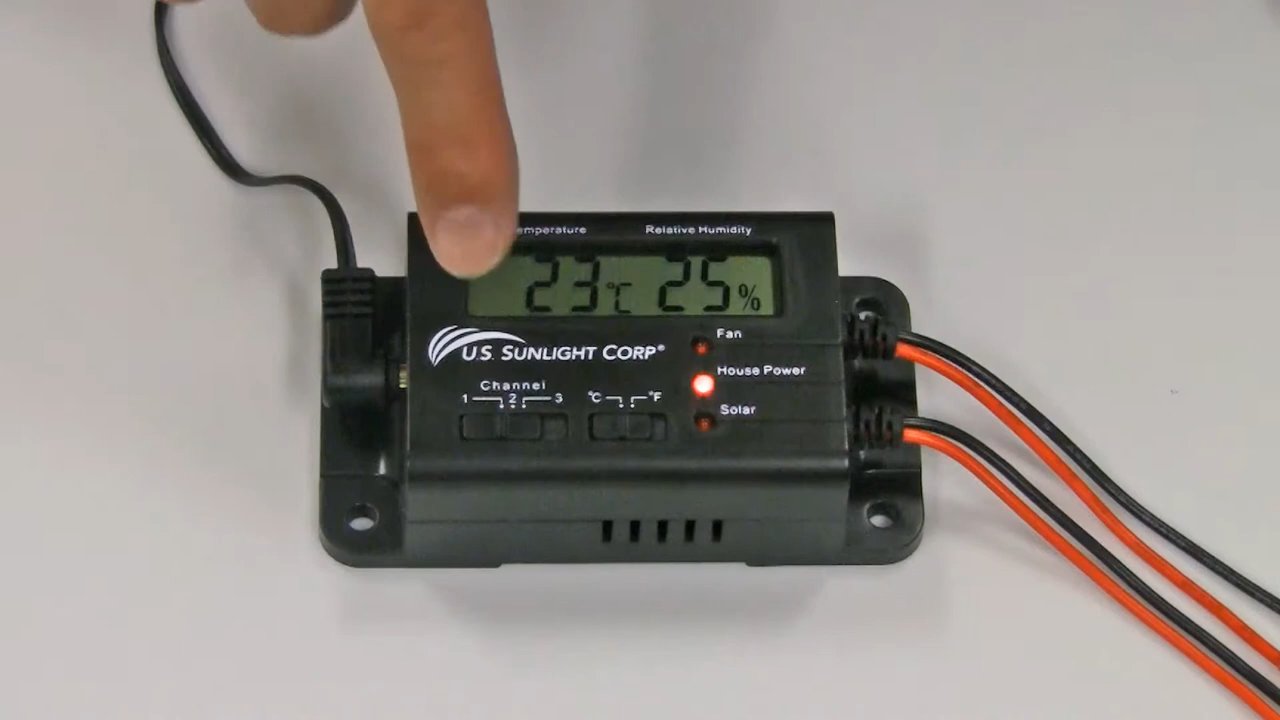 emperature Relative Humidity
23°C 25%
U.S. SUNLIGHT CORP®
Fan
House Power
Channel
1 2 3
°C °F
Solar